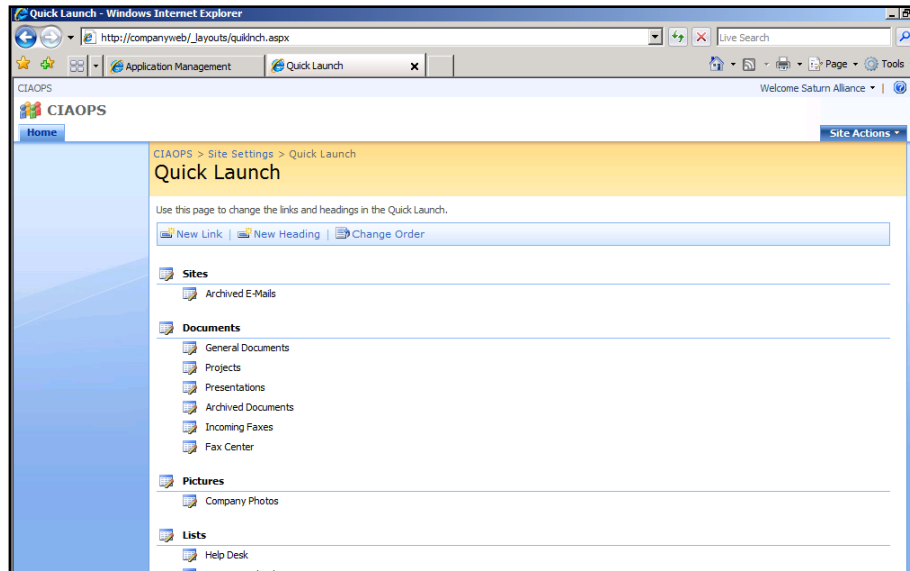 Quick Launch - Windows Internet Explorer
http://companyweb/_layouts/quiklnch.aspx
Live Search
Application Management
Quick Launch
Page
Tools
CIAOPS
Welcome Saturn Alliance
CIAOPS
Home
Site Actions
CIAOPS > Site Settings > Quick Launch
Quick Launch
Use this page to change the links and headings in the Quick Launch.
New Link | New Heading | Change Order
Sites
Archived E-Mails
Documents
General Documents
Projects
Presentations
Archived Documents
Incoming Faxes
Fax Center
Pictures
Company Photos
Lists
Help Desk